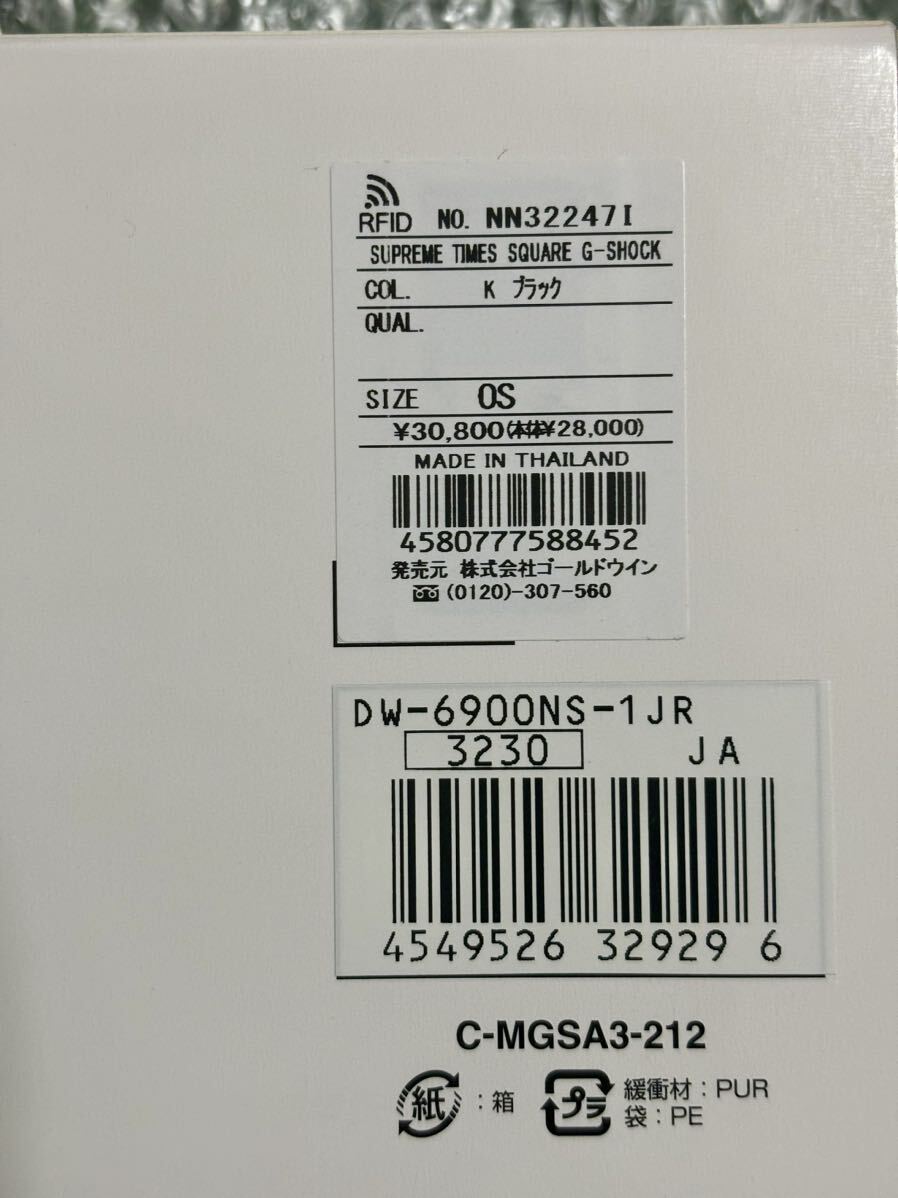 RFID NO. NN32247I
SUPREME TIMES SQUARE G-SHOCK
COL. K ブラック
QUAL.
SIZE OS
¥30,800(本体¥28,000)
MADE IN THAILAND
4580777588452
発売元 株式会社ゴールドウイン
(0120)-307-560
DW-6900NS-1JR
3230 JA
4549526 32929 6
C-MGSA3-212
紙 : 箱
プラ 緩衝材 : PUR
袋 : PE